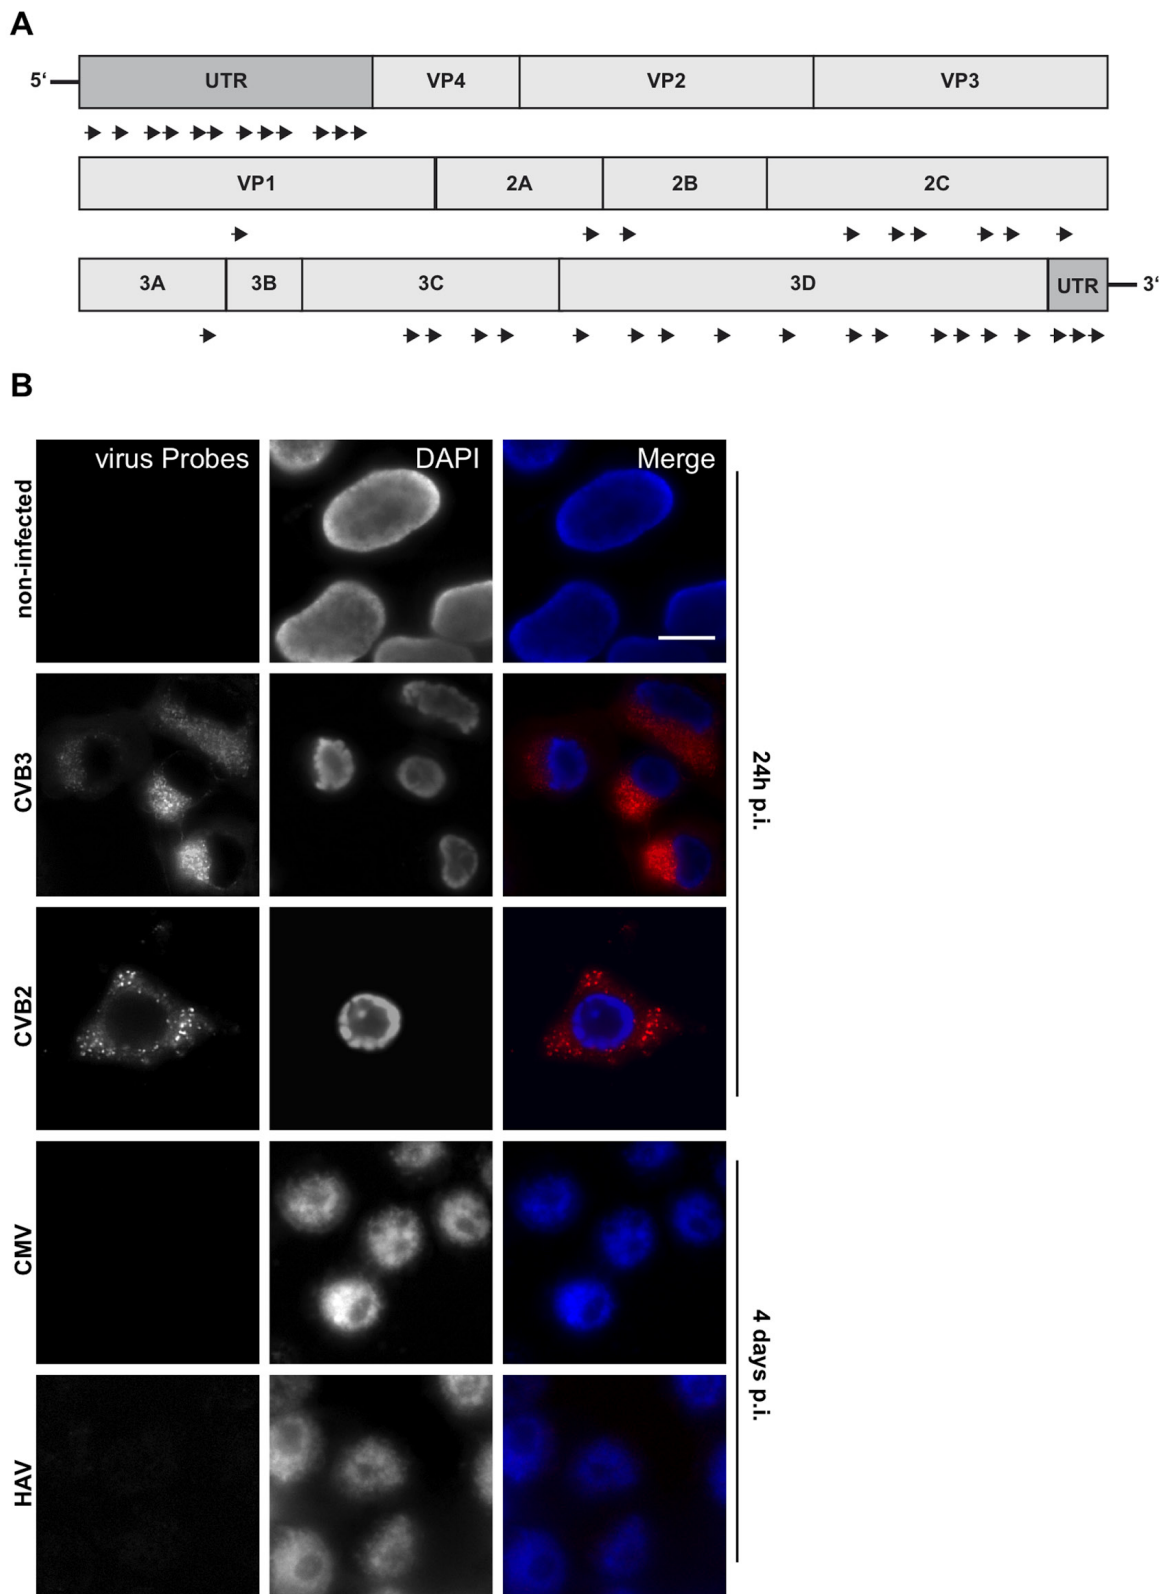 A
5‘ UTR VP4 VP2 VP3
VP1 2A 2B 2C
3A 3B 3C 3D UTR 3‘
B
virus Probes DAPI Merge
non-infected
CVB3
24h p.i.
CVB2
CMV
4 days p.i.
HAV